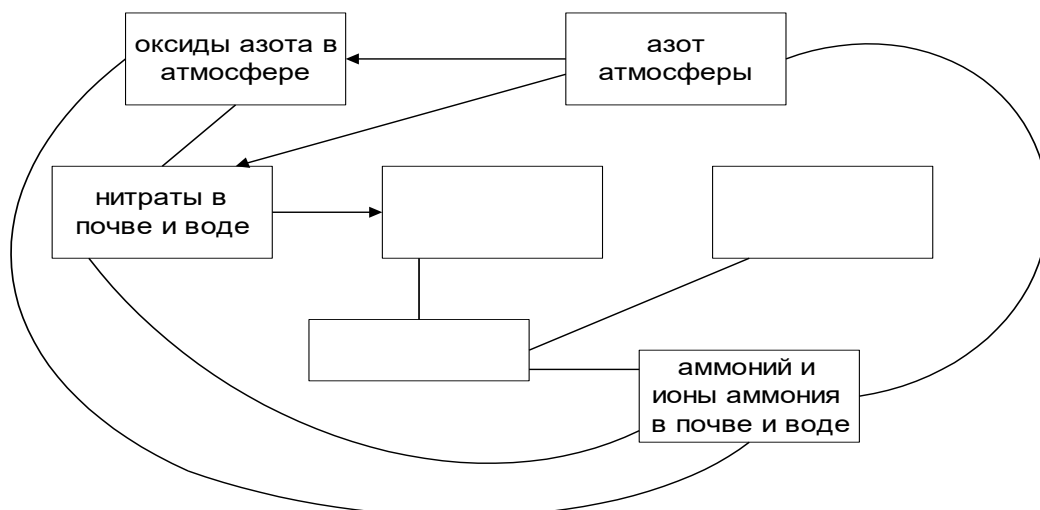 оксиды азота в
атмосфере
азот
атмосферы
нитраты в
почве и воде
аммоний и
ионы аммония
в почве и воде